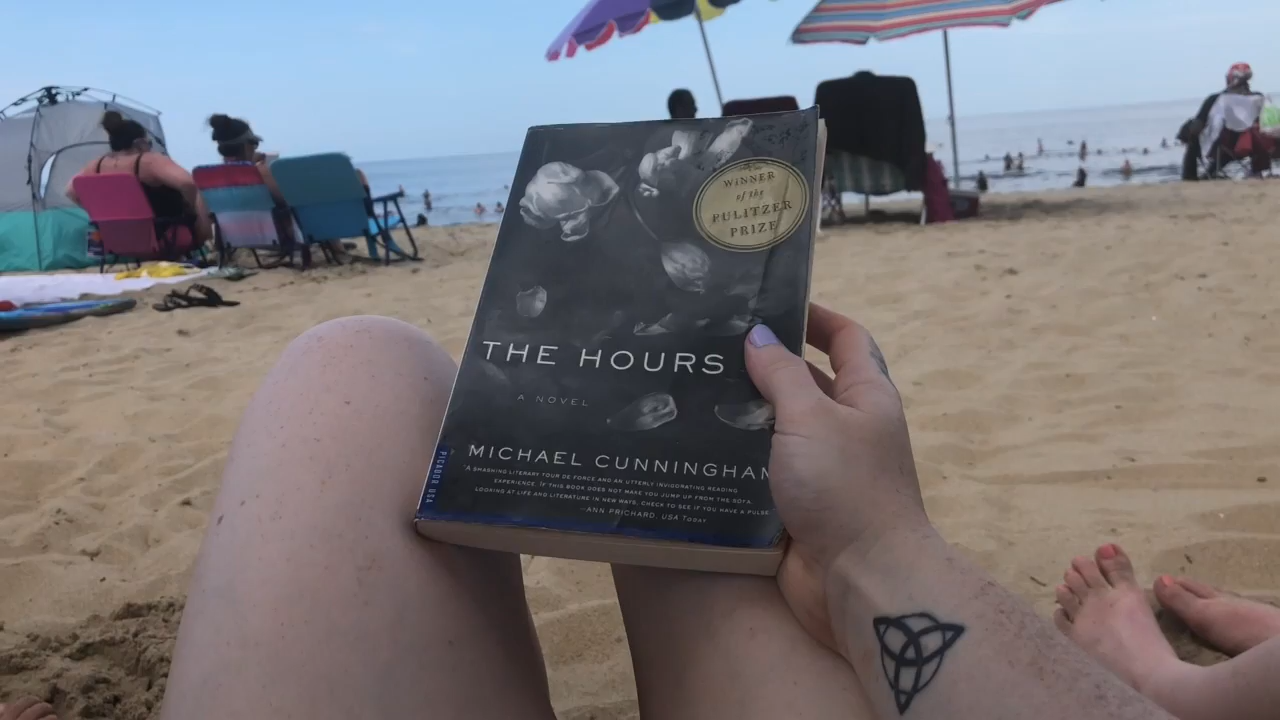 WINNER
of the
PULITZER
PRIZE
THE HOURS
A NOVEL
MICHAEL CUNNINGHAM
"A SMASHING LITERARY TOUR DE FORCE AND AN UTTERLY INVIGORATING READING
EXPERIENCE. IF THIS BOOK DOES NOT MAKE YOU JUMP UP FROM THE SOFA,
LOOKING AT LIFE AND LITERATURE IN NEW WAYS, CHECK TO SEE IF YOU HAVE A PULSE."
—ANN PRICHARD, USA TODAY
PICADOR USA